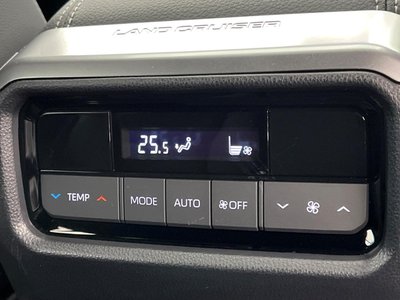 LAND CRUISER
25.5
TEMP MODE AUTO OFF